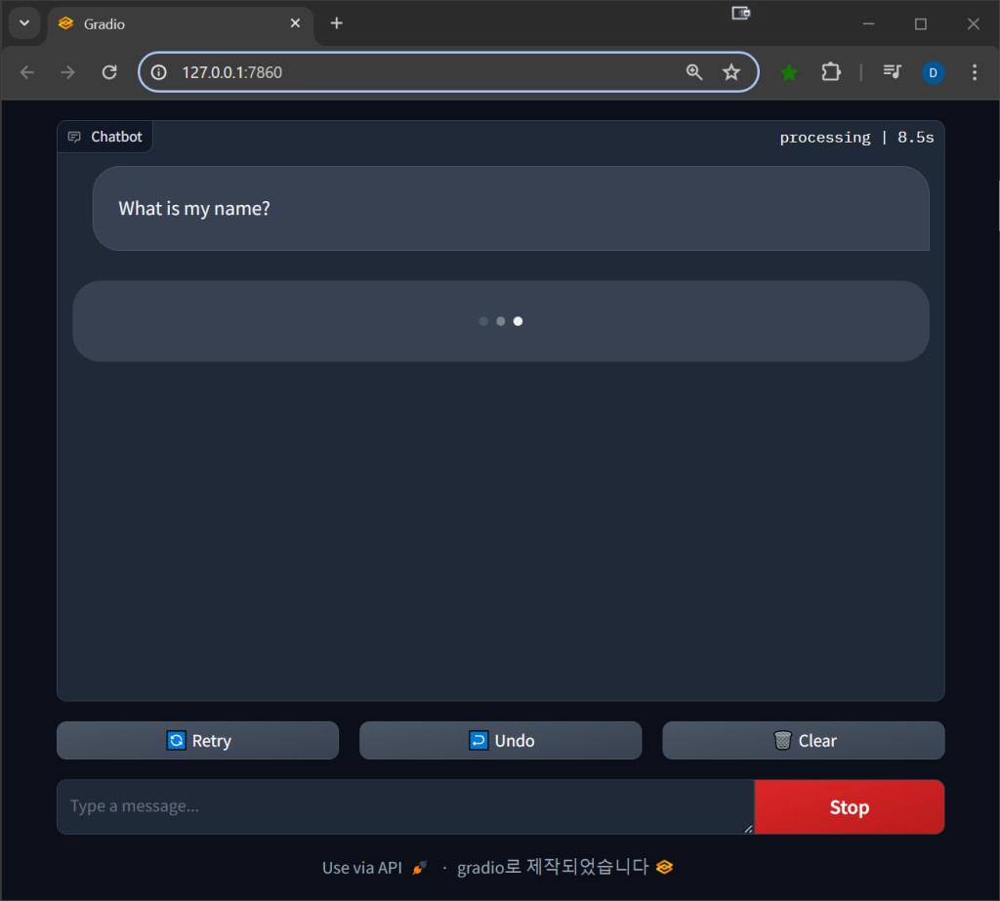 Gradio
127.0.0.1:7860
D
Chatbot
processing | 8.5s
What is my name?
Retry
Undo
Clear
Type a message...
Stop
Use via API · gradio로 제작되었습니다